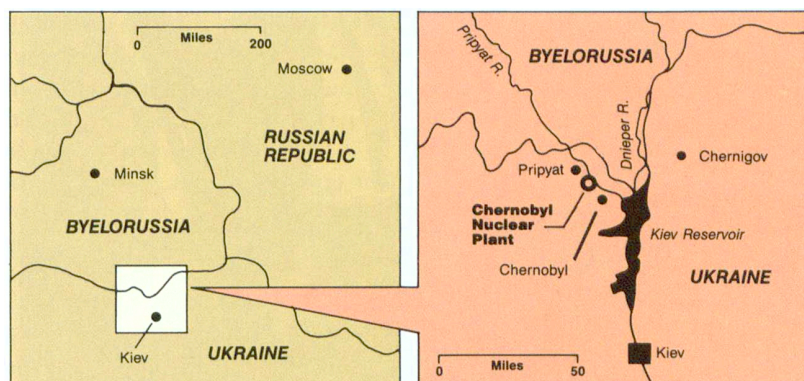 Miles
0 200
Moscow
RUSSIAN
REPUBLIC
Minsk
BYELORUSSIA
Kiev
UKRAINE
Pripyat R.
BYELORUSSIA
Dnieper R.
Chernigov
Pripyat
Chernobyl
Nuclear
Plant
Kiev Reservoir
Chernobyl
UKRAINE
Kiev
0 50
Miles